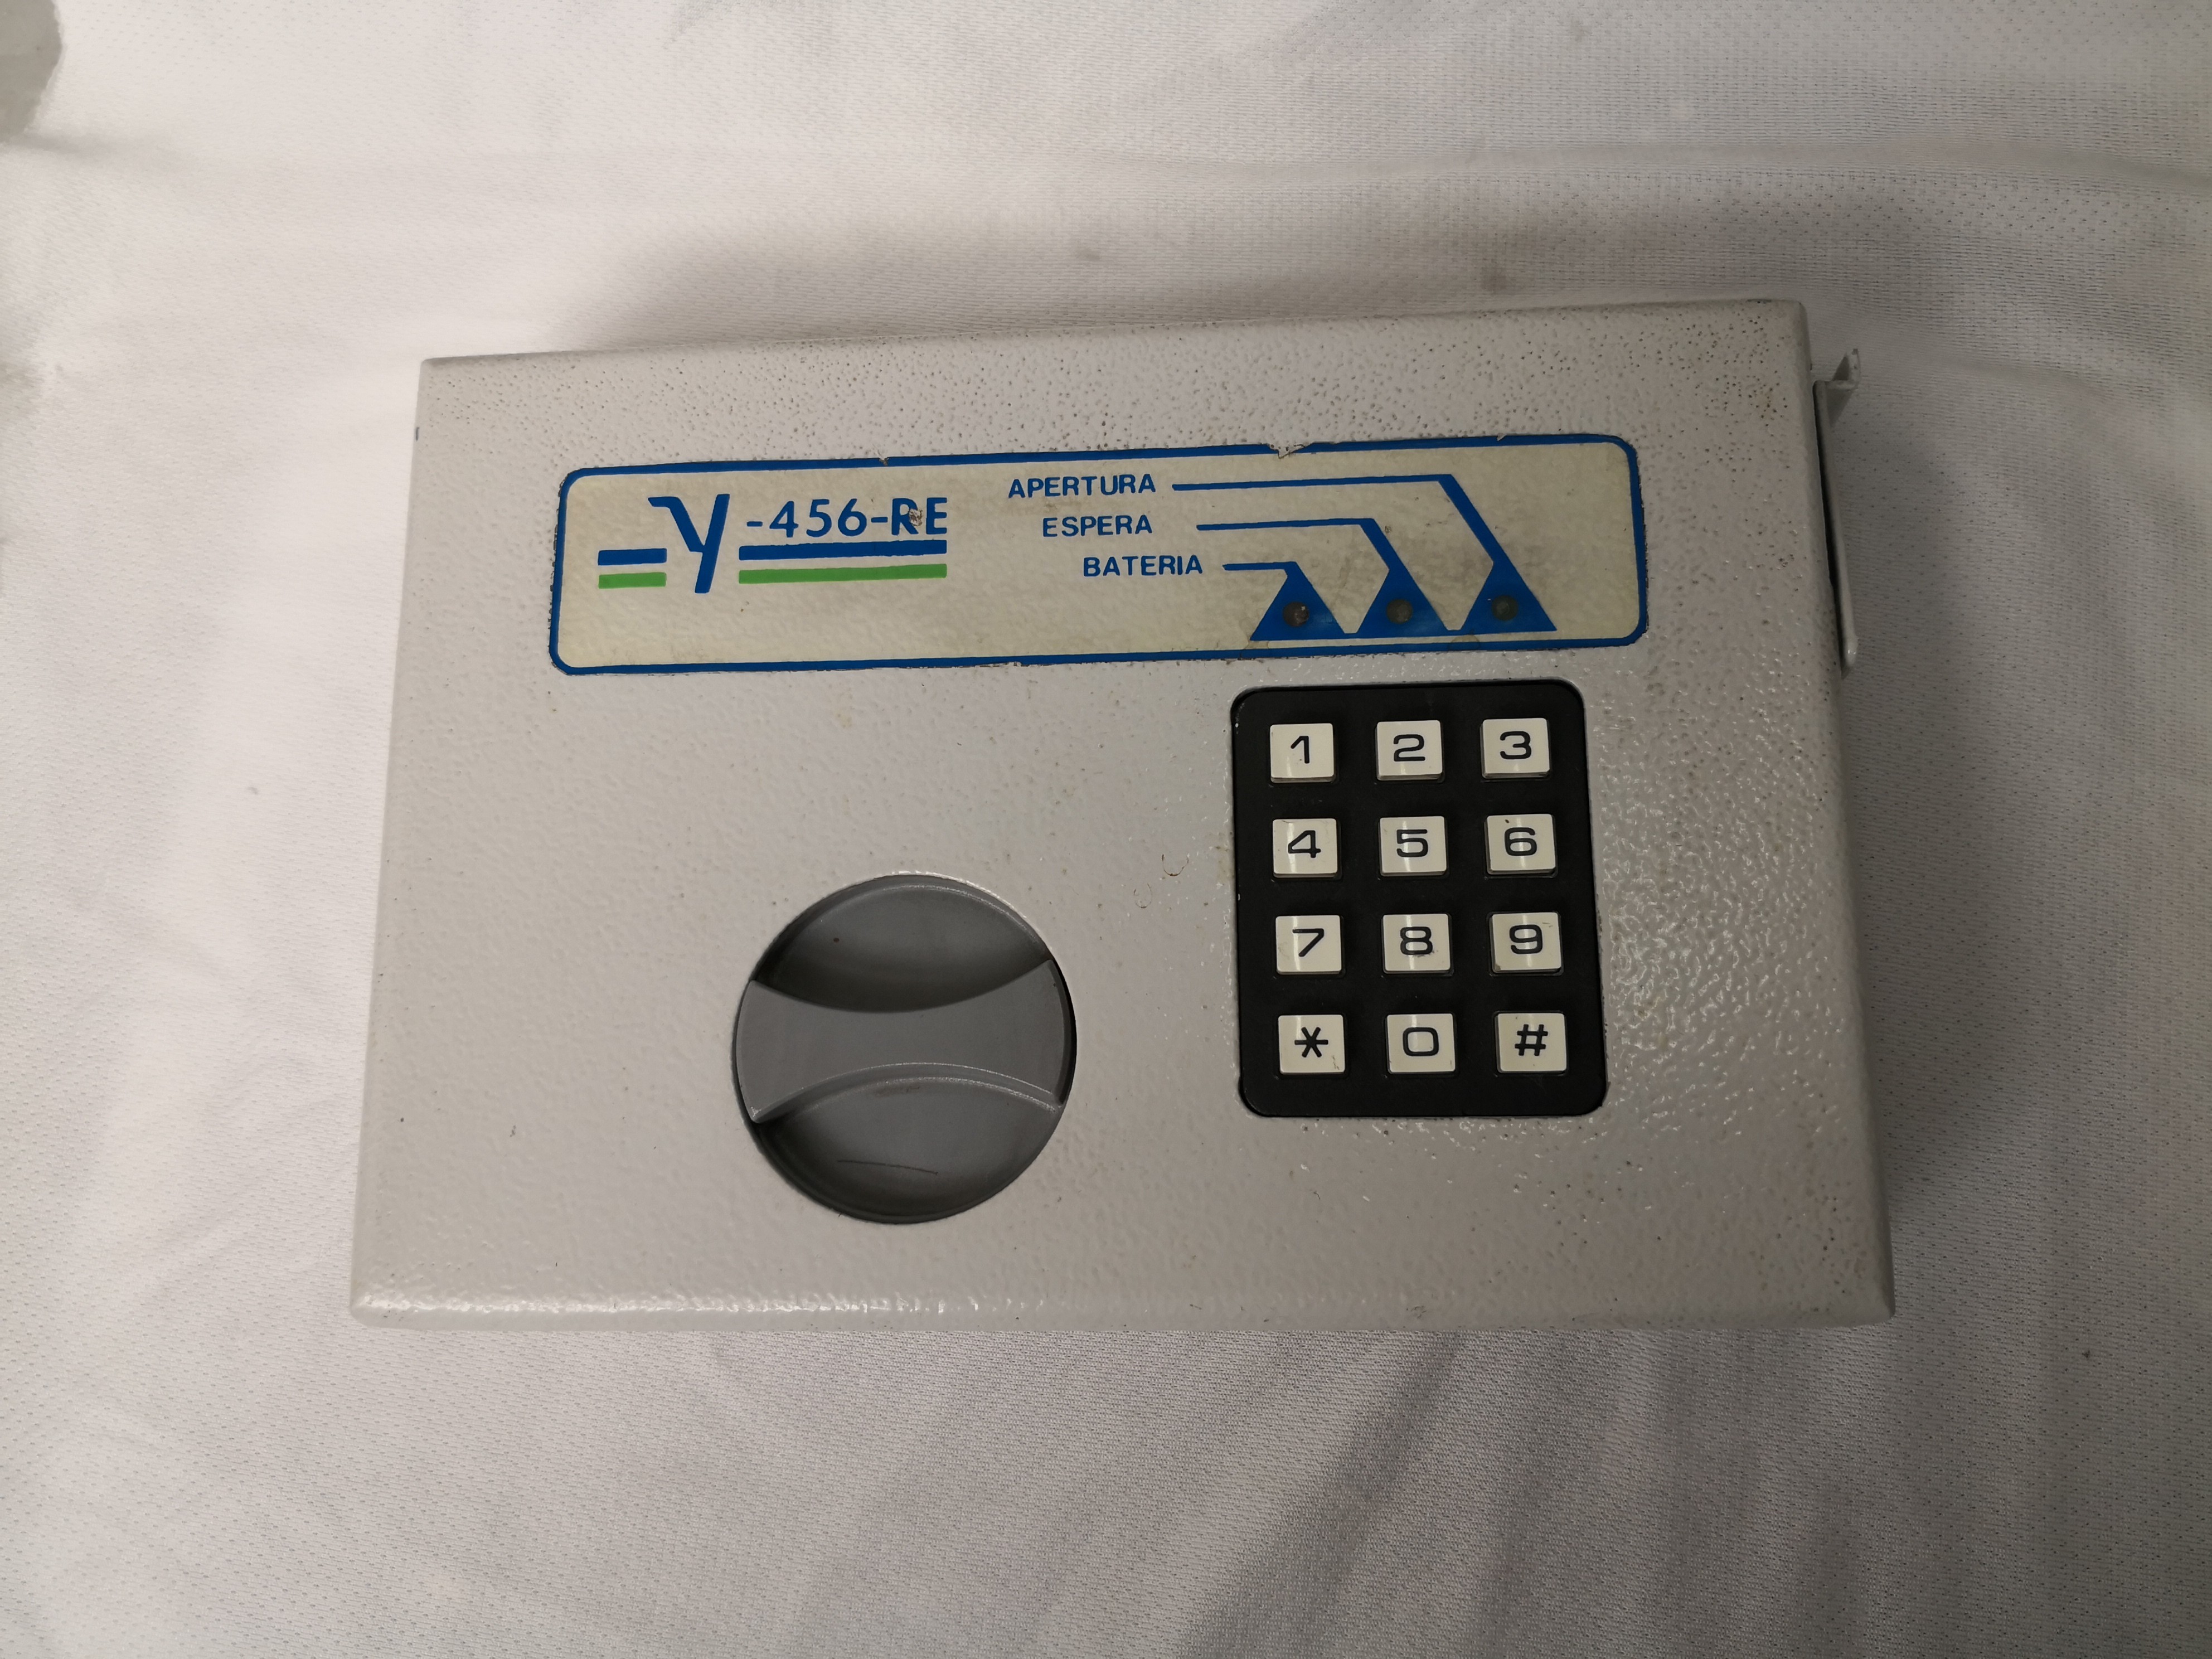 Y-456-RE
APERTURA
ESPERA
BATERIA
1 2 3
4 5 6
7 8 9
* 0 #